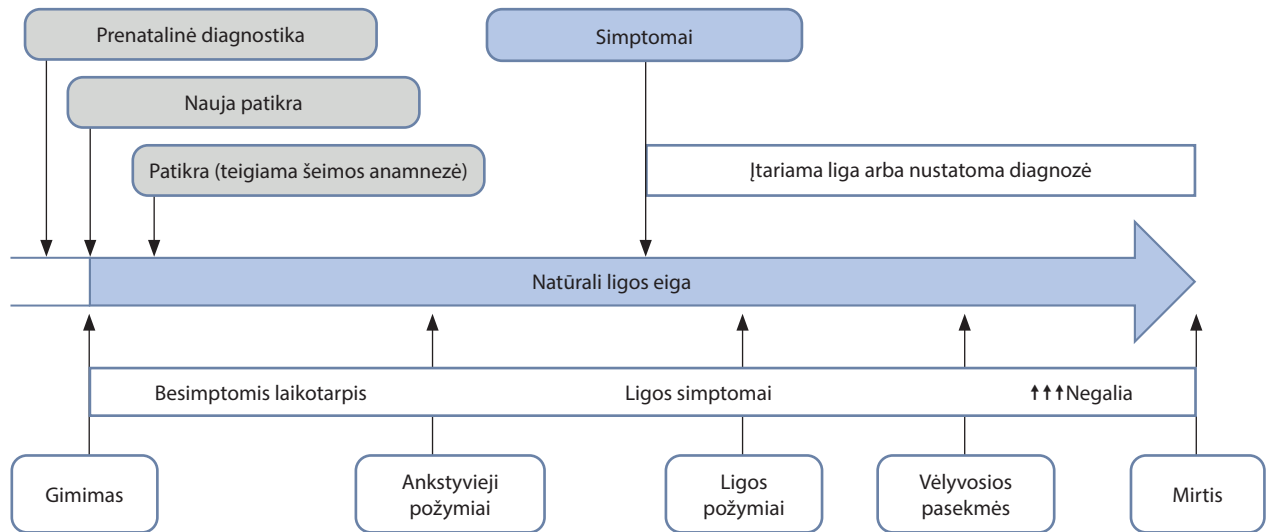 Prenatalinė diagnostika
Simptomai
Nauja patikra
Patikra (teigiama šeimos anamnezė)
Įtariama liga arba nustatoma diagnozė
Natūrali ligos eiga
Besimptomis laikotarpis
Ligos simptomai
↑↑↑Negalia
Gimimas
Ankstyvieji
požymiai
Ligos
požymiai
Vėlyvosios
pasekmės
Mirtis